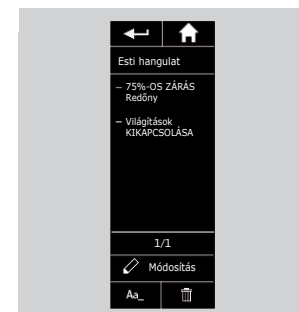 Esti hangulat
– 75%-OS ZÁRÁS
Redőny
– Világítások
KIKAPCSOLÁSA
1/1
Módosítás
Aa_